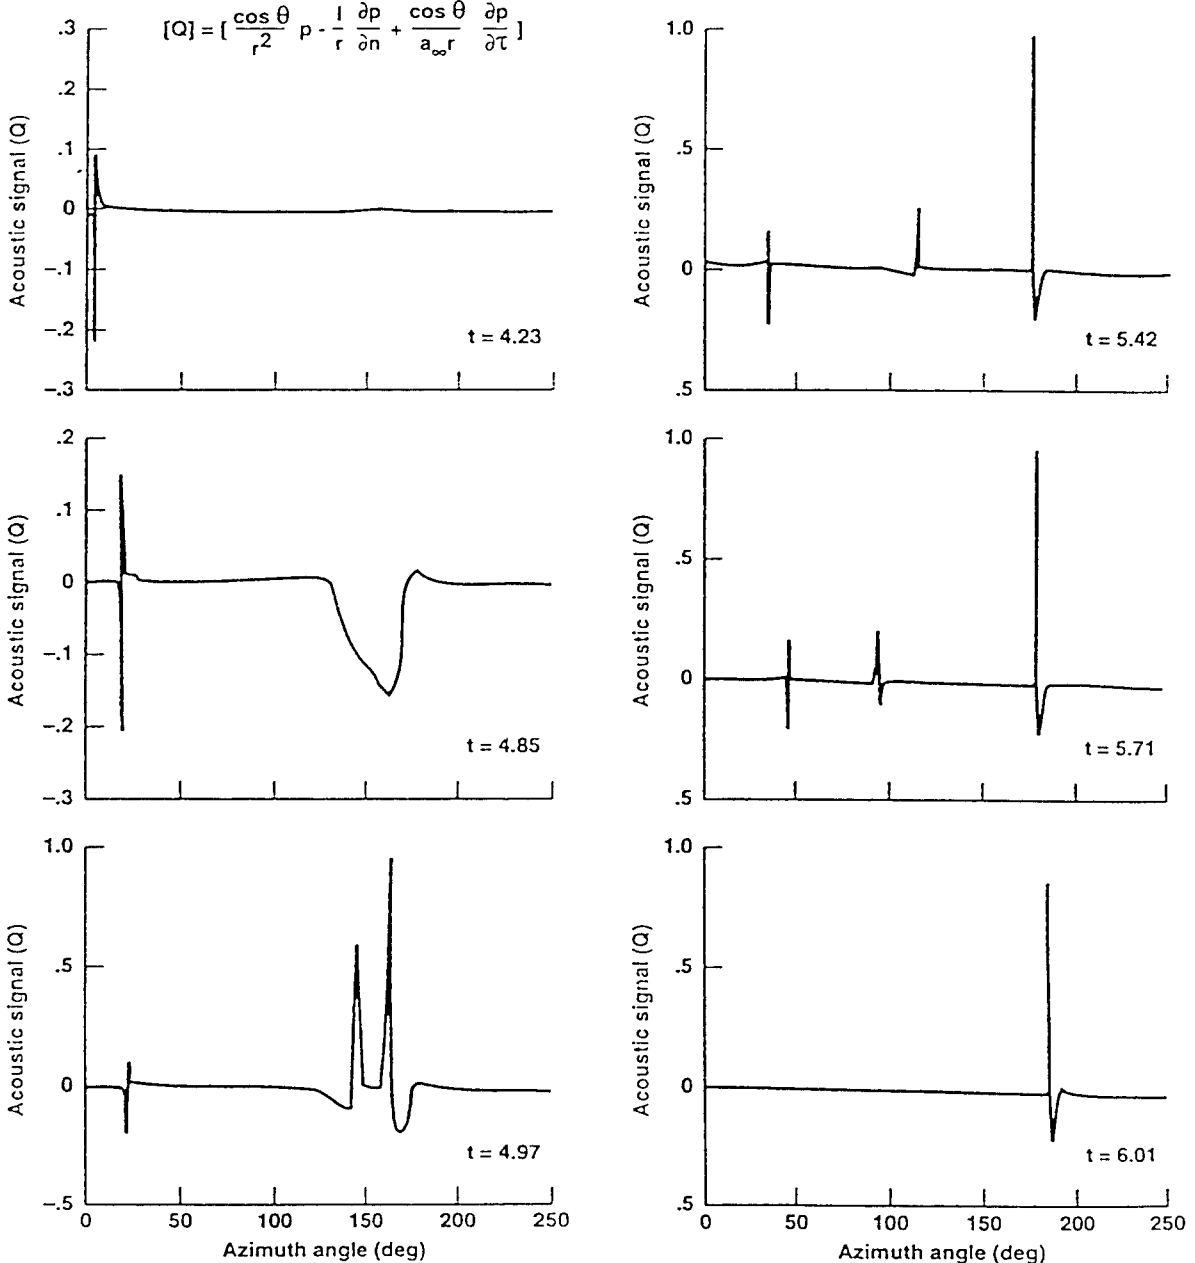 [Q] = [ cos θ / r² p - 1/r ∂p/∂n + cos θ / a∞r ∂p/∂τ ]
.3
.2
.1
0
–.1
–.2
–.3
Acoustic signal (Q)
t = 4.23
.2
.1
0
–.1
–.2
–.3
Acoustic signal (Q)
t = 4.85
1.0
.5
0
–.5
Acoustic signal (Q)
t = 4.97
0 50 100 150 200 250
Azimuth angle (deg)
1.0
.5
0
.5
Acoustic signal (Q)
t = 5.42
1.0
.5
0
.5
Acoustic signal (Q)
t = 5.71
1.0
.5
0
.5
Acoustic signal (Q)
t = 6.01
0 50 100 150 200 250
Azimuth angle (deg)